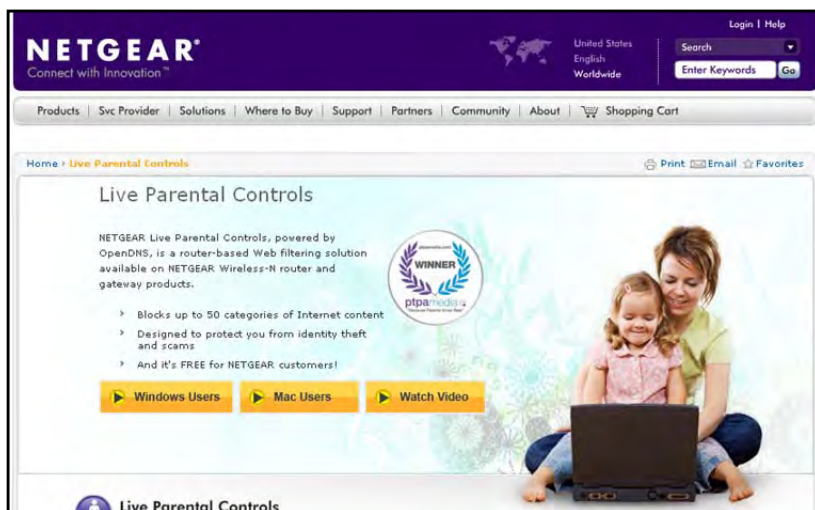 Login | Help
NETGEAR®
Connect with Innovation™
United States
English
Worldwide
Search
Enter Keywords Go
Products | Svc Provider | Solutions | Where to Buy | Support | Partners | Community | About | Shopping Cart
Home › Live Parental Controls
Print Email Favorites
Live Parental Controls
NETGEAR Live Parental Controls, powered by
OpenDNS, is a router-based Web filtering solution
available on NETGEAR Wireless-N router and
gateway products.
› Blocks up to 50 categories of Internet content
› Designed to protect you from identity theft
and scams
› And it's FREE for NETGEAR customers!
WINNER
ptpamedia
Windows Users
Mac Users
Watch Video
Live Parental Controls